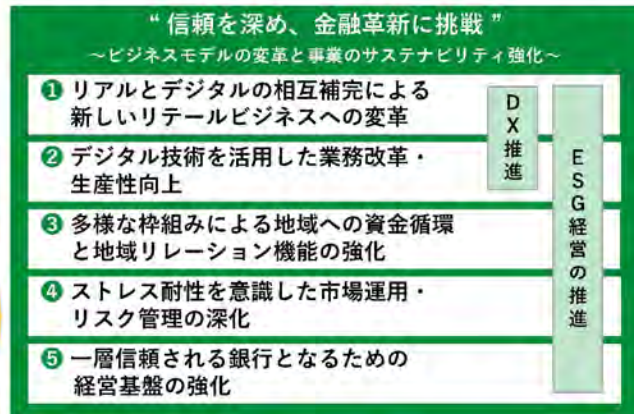 “信頼を深め、金融革新に挑戦”
～ビジネスモデルの変革と事業のサステナビリティ強化～
❶ リアルとデジタルの相互補完による
新しいリテールビジネスへの変革
❷ デジタル技術を活用した業務改革・
生産性向上
❸ 多様な枠組みによる地域への資金循環
と地域リレーション機能の強化
❹ ストレス耐性を意識した市場運用・
リスク管理の深化
❺ 一層信頼される銀行となるための
経営基盤の強化
DX推進
ESG経営の推進